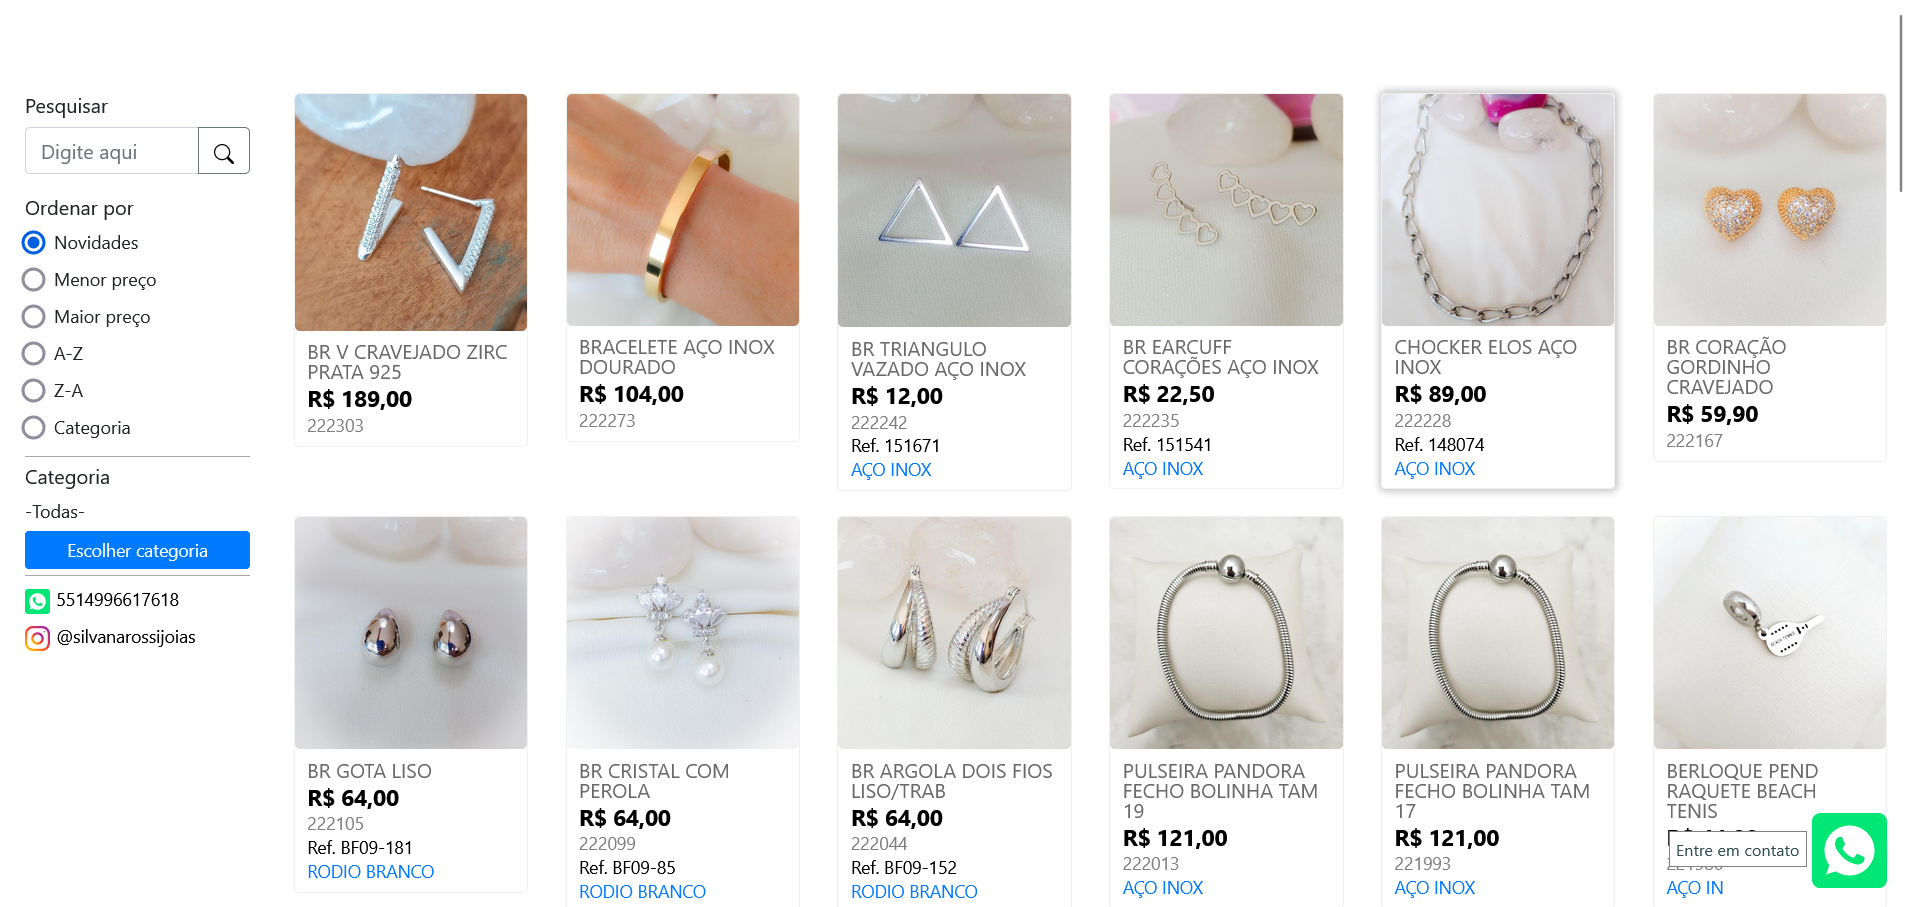 Pesquisar
Digite aqui
Ordenar por
Novidades
Menor preço
Maior preço
A-Z
Z-A
Categoria
Categoria
-Todas-
Escolher categoria
5514996617618
@silvanarossijoias
BR V CRAVEJADO ZIRC
PRATA 925
R$ 189,00
222303
BRACELETE AÇO INOX
DOURADO
R$ 104,00
222273
BR TRIANGULO
VAZADO AÇO INOX
R$ 12,00
222242
Ref. 151671
AÇO INOX
BR EARCUFF
CORAÇÕES AÇO INOX
R$ 22,50
222235
Ref. 151541
AÇO INOX
CHOCKER ELOS AÇO
INOX
R$ 89,00
222228
Ref. 148074
AÇO INOX
BR CORAÇÃO
GORDINHO
CRAVEJADO
R$ 59,90
222167
BR GOTA LISO
R$ 64,00
222105
Ref. BF09-181
RODIO BRANCO
BR CRISTAL COM
PEROLA
R$ 64,00
222099
Ref. BF09-85
RODIO BRANCO
BR ARGOLA DOIS FIOS
LISO/TRAB
R$ 64,00
222044
Ref. BF09-152
RODIO BRANCO
PULSEIRA PANDORA
FECHO BOLINHA TAM
19
R$ 121,00
222013
AÇO INOX
PULSEIRA PANDORA
FECHO BOLINHA TAM
17
R$ 121,00
221993
AÇO INOX
BEACH TENNIS
BERLOQUE PEND
RAQUETE BEACH
TENIS
Entre em contato
AÇO IN